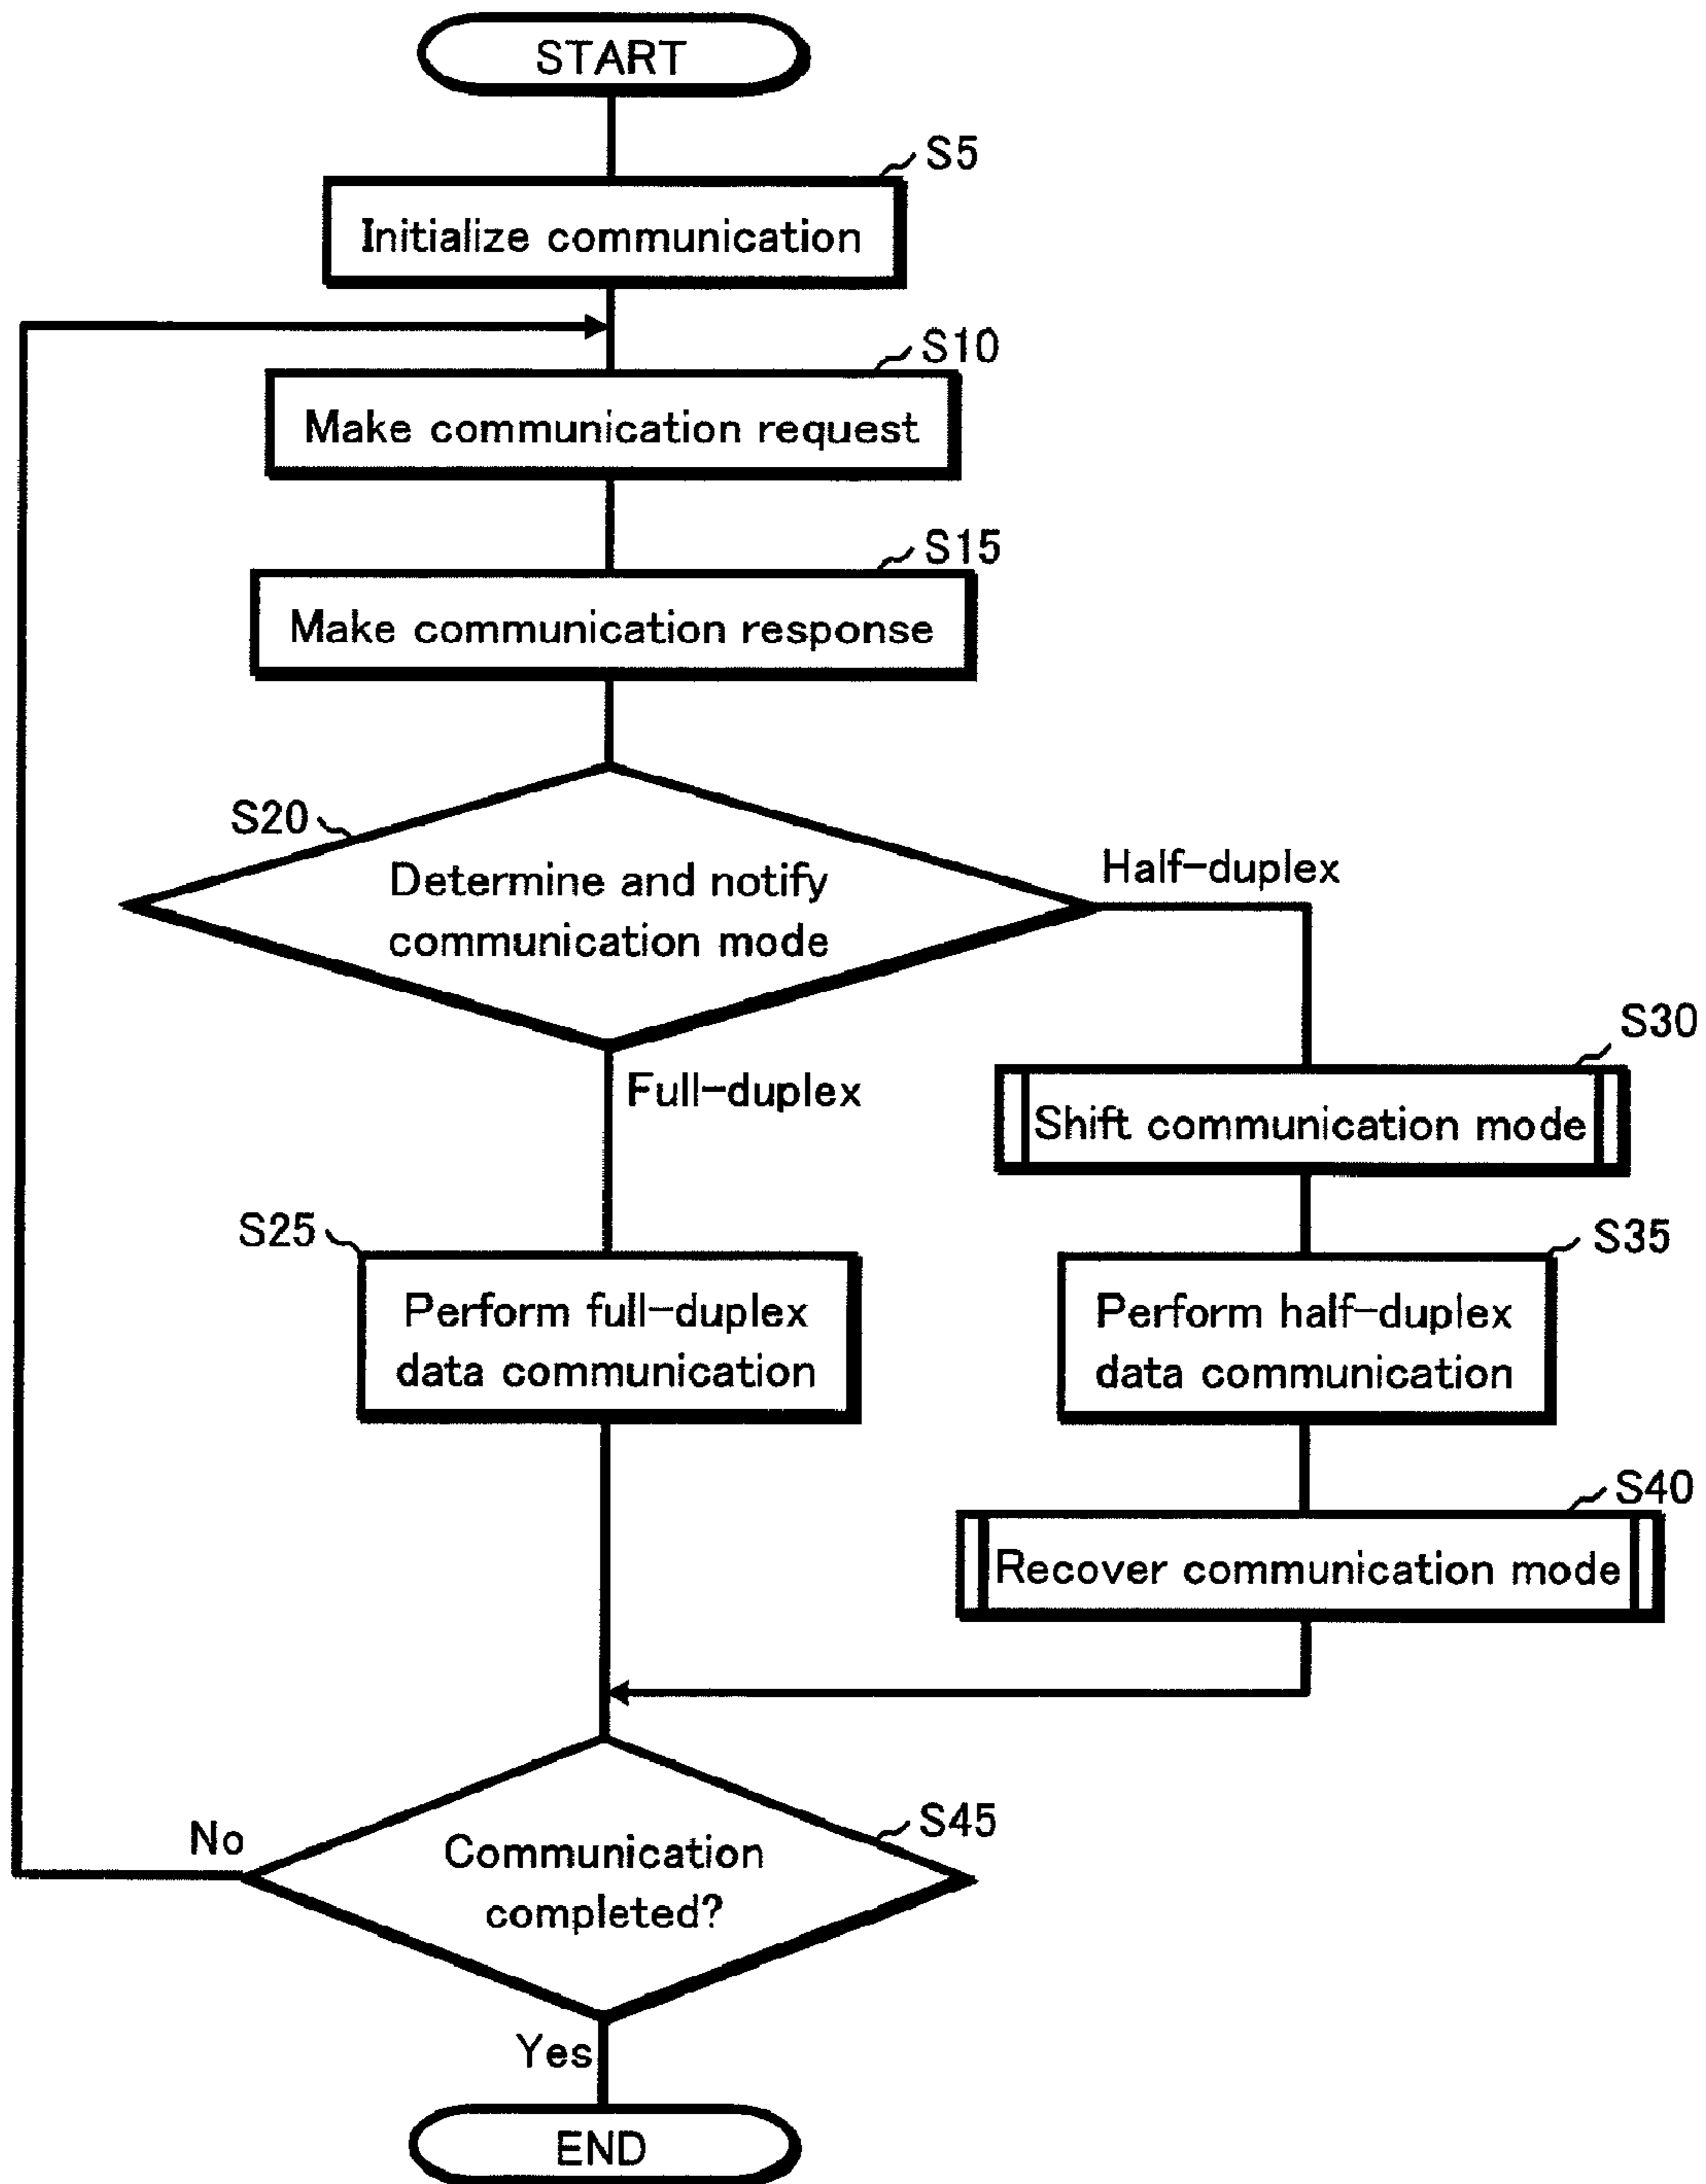 START
S5
Initialize communication
S10
Make communication request
S15
Make communication response
S20
Determine and notify
communication mode
Half-duplex
Full-duplex
S30
Shift communication mode
S25
Perform full-duplex
data communication
S35
Perform half-duplex
data communication
S40
Recover communication mode
S45
Communication
completed?
No
Yes
END